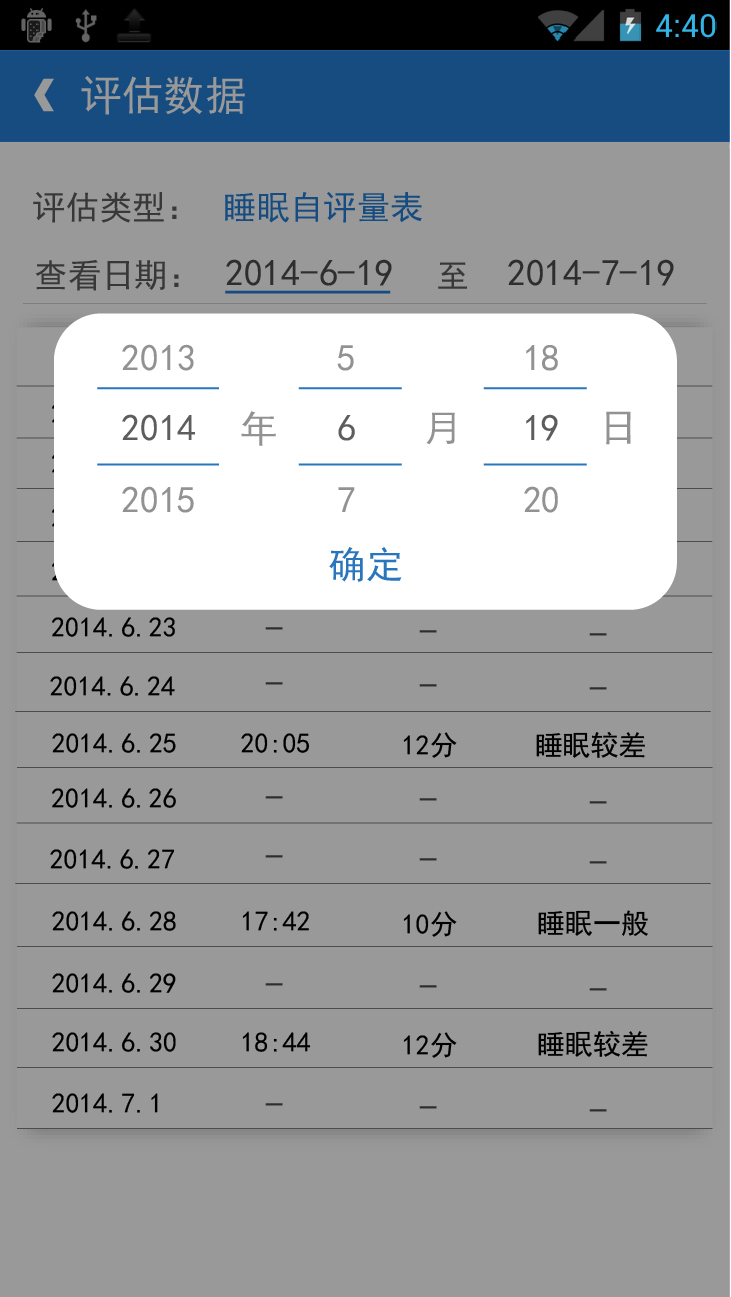 4:40
评估数据
评估类型: 睡眠自评量表
查看日期: 2014-6-19 至 2014-7-19
2013 5 18
2014 年 6 月 19 日
2015 7 20
确定
2014.6.23 — — —
2014.6.24 — — —
2014.6.25 20:05 12分 睡眠较差
2014.6.26 — — —
2014.6.27 — — —
2014.6.28 17:42 10分 睡眠一般
2014.6.29 — — —
2014.6.30 18:44 12分 睡眠较差
2014.7.1 — — —